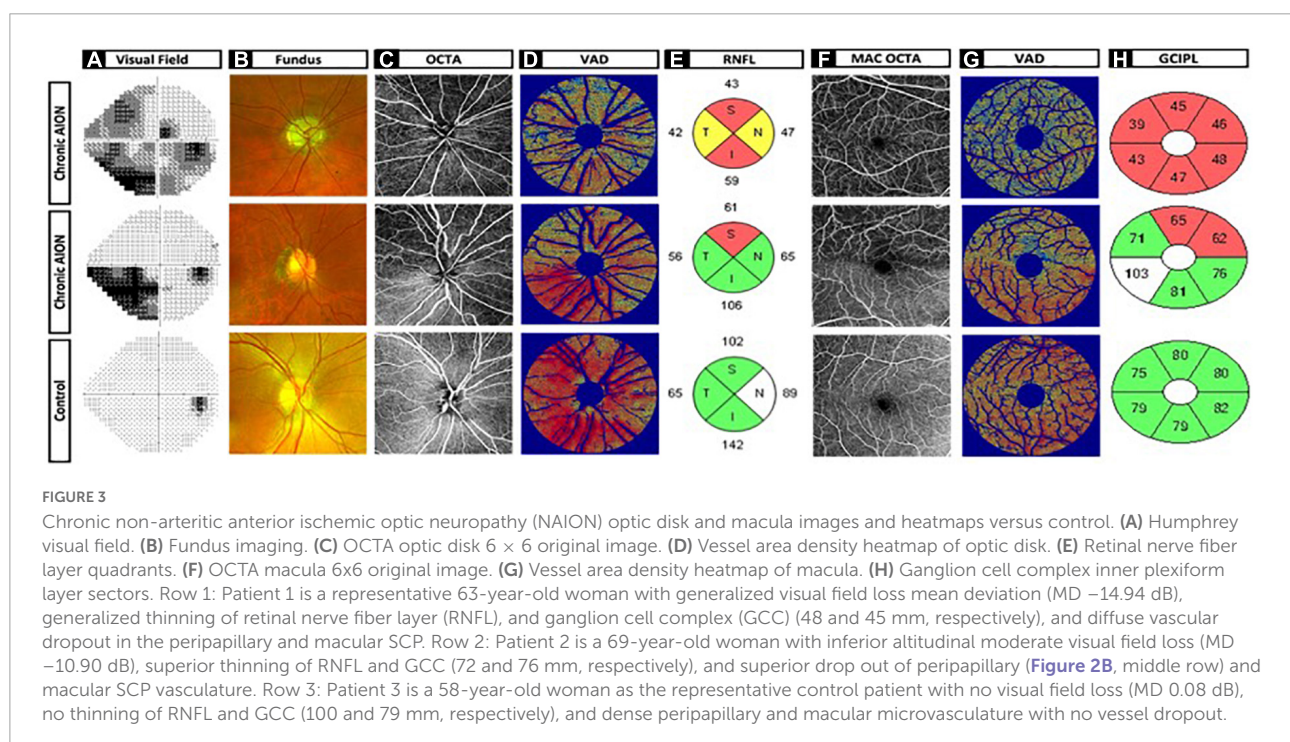 A Visual Field B Fundus C OCTA D VAD E RNFL F MAC OCTA G VAD H GCIPL
Chronic AION
43
42 T S N I 47
59
45
39 46
43 48
47
Chronic AION
61
56 T S N I 65
106
65
71 62
103 76
81
Control
102
65 T S N I 89
142
80
75 80
79 82
79
FIGURE 3
Chronic non-arteritic anterior ischemic optic neuropathy (NAION) optic disk and macula images and heatmaps versus control. (A) Humphrey
visual field. (B) Fundus imaging. (C) OCTA optic disk 6 × 6 original image. (D) Vessel area density heatmap of optic disk. (E) Retinal nerve fiber
layer quadrants. (F) OCTA macula 6x6 original image. (G) Vessel area density heatmap of macula. (H) Ganglion cell complex inner plexiform
layer sectors. Row 1: Patient 1 is a representative 63-year-old woman with generalized visual field loss mean deviation (MD −14.94 dB),
generalized thinning of retinal nerve fiber layer (RNFL), and ganglion cell complex (GCC) (48 and 45 mm, respectively), and diffuse vascular
dropout in the peripapillary and macular SCP. Row 2: Patient 2 is a 69-year-old woman with inferior altitudinal moderate visual field loss (MD
−10.90 dB), superior thinning of RNFL and GCC (72 and 76 mm, respectively), and superior drop out of peripapillary (Figure 2B, middle row) and
macular SCP vasculature. Row 3: Patient 3 is a 58-year-old woman as the representative control patient with no visual field loss (MD 0.08 dB),
no thinning of RNFL and GCC (100 and 79 mm, respectively), and dense peripapillary and macular microvasculature with no vessel dropout.